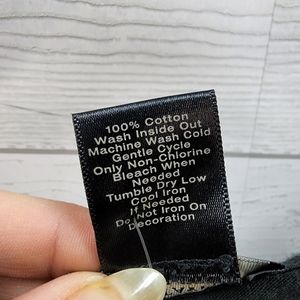 100% Cotton
Wash Inside Out
Machine Wash Cold
Gentle Cycle
Only Non-Chlorine
Bleach When
Needed
Tumble Dry Low
Cool Iron
If Needed
Do Not Iron On
Decoration